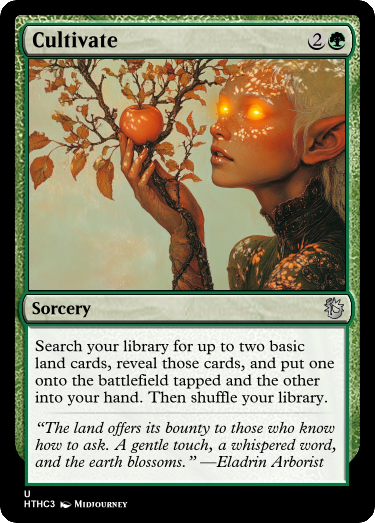 Cultivate 2
Sorcery
Search your library for up to two basic
land cards, reveal those cards, and put one
onto the battlefield tapped and the other
into your hand. Then shuffle your library.
“The land offers its bounty to those who know
how to ask. A gentle touch, a whispered word,
and the earth blossoms.” —Eladrin Arborist
U
HTHC3 Midjourney